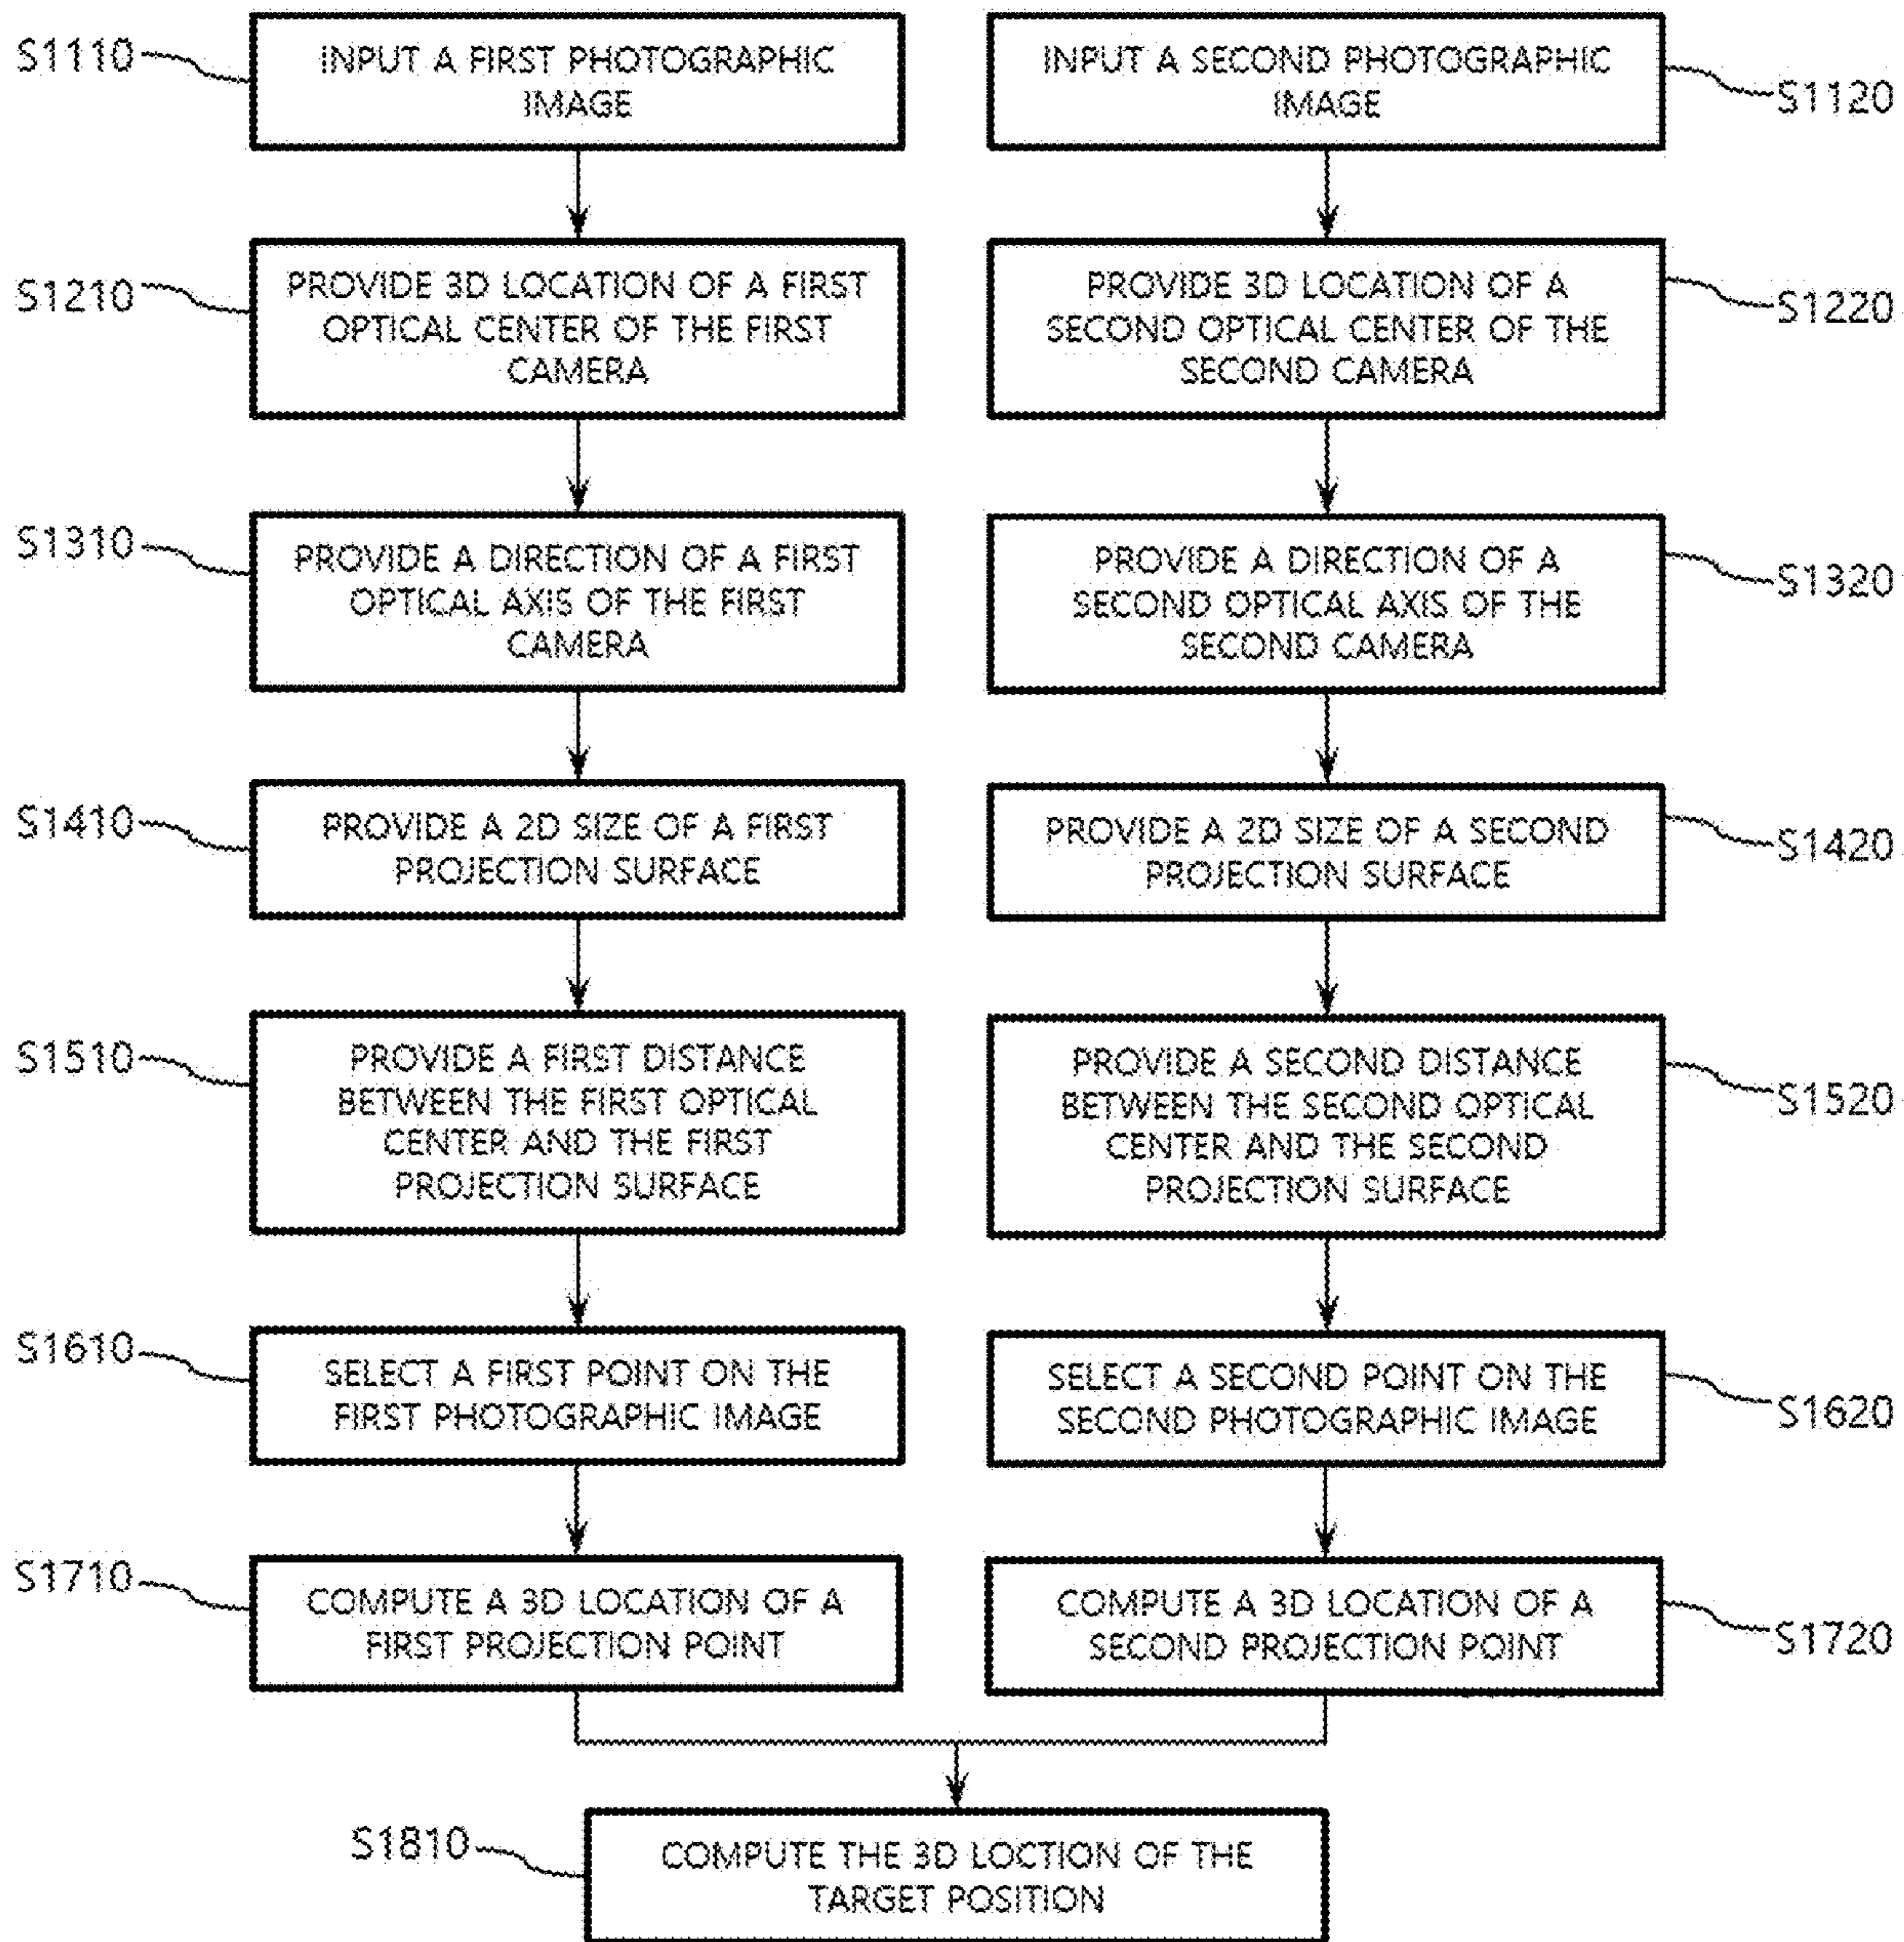 S1110
INPUT A FIRST PHOTOGRAPHIC
IMAGE
INPUT A SECOND PHOTOGRAPHIC
IMAGE
S1120
S1210
PROVIDE 3D LOCATION OF A FIRST
OPTICAL CENTER OF THE FIRST
CAMERA
PROVIDE 3D LOCATION OF A
SECOND OPTICAL CENTER OF THE
SECOND CAMERA
S1220
S1310
PROVIDE A DIRECTION OF A FIRST
OPTICAL AXIS OF THE FIRST
CAMERA
PROVIDE A DIRECTION OF A
SECOND OPTICAL AXIS OF THE
SECOND CAMERA
S1320
S1410
PROVIDE A 2D SIZE OF A FIRST
PROJECTION SURFACE
PROVIDE A 2D SIZE OF A SECOND
PROJECTION SURFACE
S1420
S1510
PROVIDE A FIRST DISTANCE
BETWEEN THE FIRST OPTICAL
CENTER AND THE FIRST
PROJECTION SURFACE
PROVIDE A SECOND DISTANCE
BETWEEN THE SECOND OPTICAL
CENTER AND THE SECOND
PROJECTION SURFACE
S1520
S1610
SELECT A FIRST POINT ON THE
FIRST PHOTOGRAPHIC IMAGE
SELECT A SECOND POINT ON THE
SECOND PHOTOGRAPHIC IMAGE
S1620
S1710
COMPUTE A 3D LOCATION OF A
FIRST PROJECTION POINT
COMPUTE A 3D LOCATION OF A
SECOND PROJECTION POINT
S1720
S1810
COMPUTE THE 3D LOCTION OF THE
TARGET POSITION